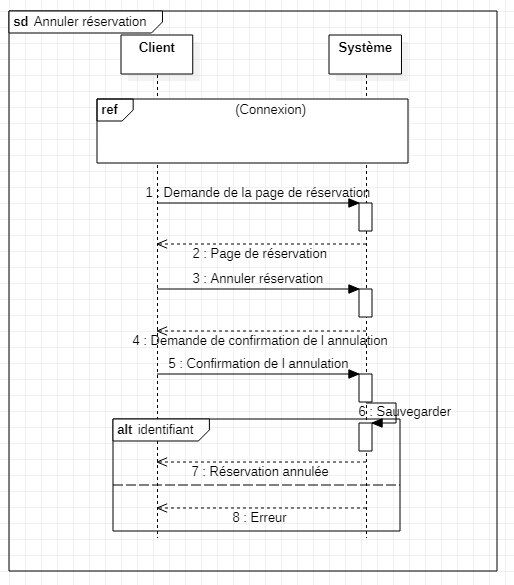 sd Annuler réservation
Client
Système
ref
(Connexion)
1 : Demande de la page de réservation
2 : Page de réservation
3 : Annuler réservation
4 : Demande de confirmation de l annulation
5 : Confirmation de l annulation
6 : Sauvegarder
alt identifiant
7 : Réservation annulée
8 : Erreur